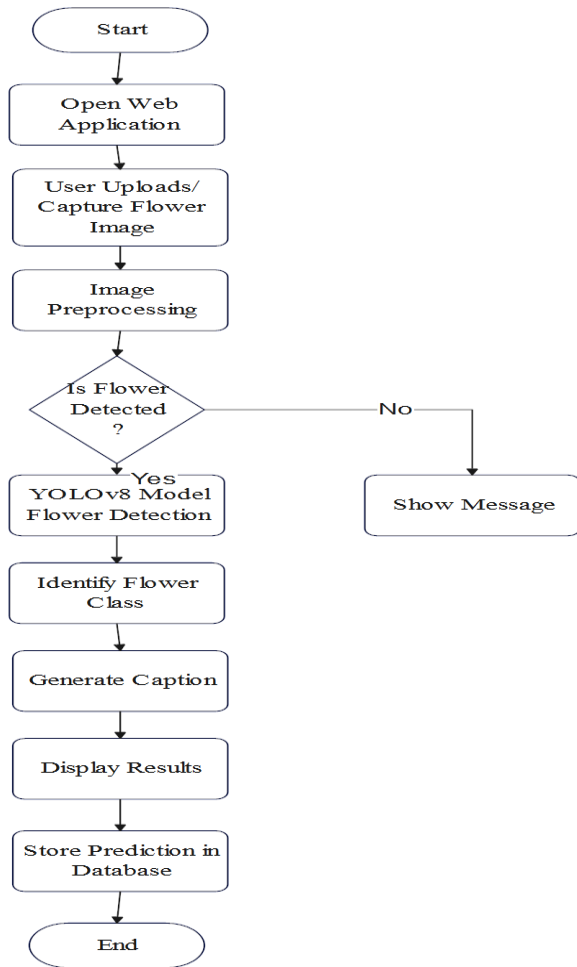 Start
Open Web
Application
User Uploads/
Capture Flower
Image
Image
Preprocessing
Is Flower
Detected
?
No
Yes
YOLOv8 Model
Flower Detection
Show Message
Identify Flower
Class
Generate Caption
Display Results
Store Prediction in
Database
End